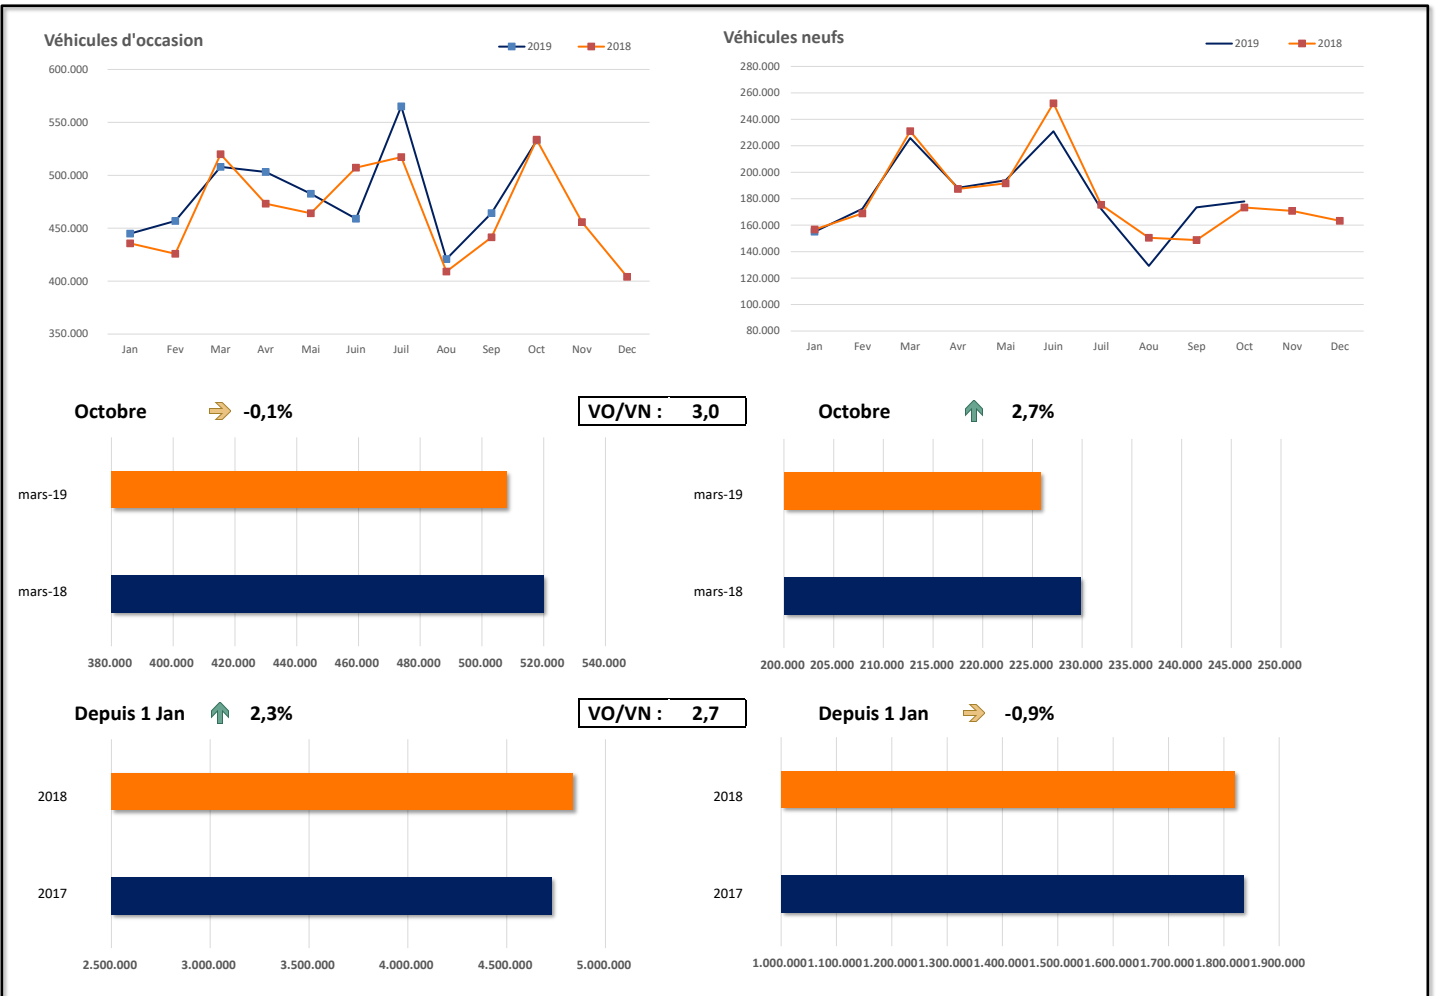 Véhicules d'occasion
2019 2018
600.000
550.000
500.000
450.000
400.000
350.000
Jan Fev Mar Avr Mai Juin Juil Aou Sep Oct Nov Dec
Véhicules neufs
2019 2018
280.000
260.000
240.000
220.000
200.000
180.000
160.000
140.000
120.000
100.000
80.000
Jan Fev Mar Avr Mai Juin Juil Aou Sep Oct Nov Dec
Octobre -0,1%
VO/VN : 3,0
Octobre 2,7%
mars-19
mars-18
380.000 400.000 420.000 440.000 460.000 480.000 500.000 520.000 540.000
mars-19
mars-18
200.000 205.000 210.000 215.000 220.000 225.000 230.000 235.000 240.000 245.000 250.000
Depuis 1 Jan 2,3%
VO/VN : 2,7
Depuis 1 Jan -0,9%
2018
2017
2.500.000 3.000.000 3.500.000 4.000.000 4.500.000 5.000.000
2018
2017
1.000.000 1.100.000 1.200.000 1.300.000 1.400.000 1.500.000 1.600.000 1.700.000 1.800.000 1.900.000